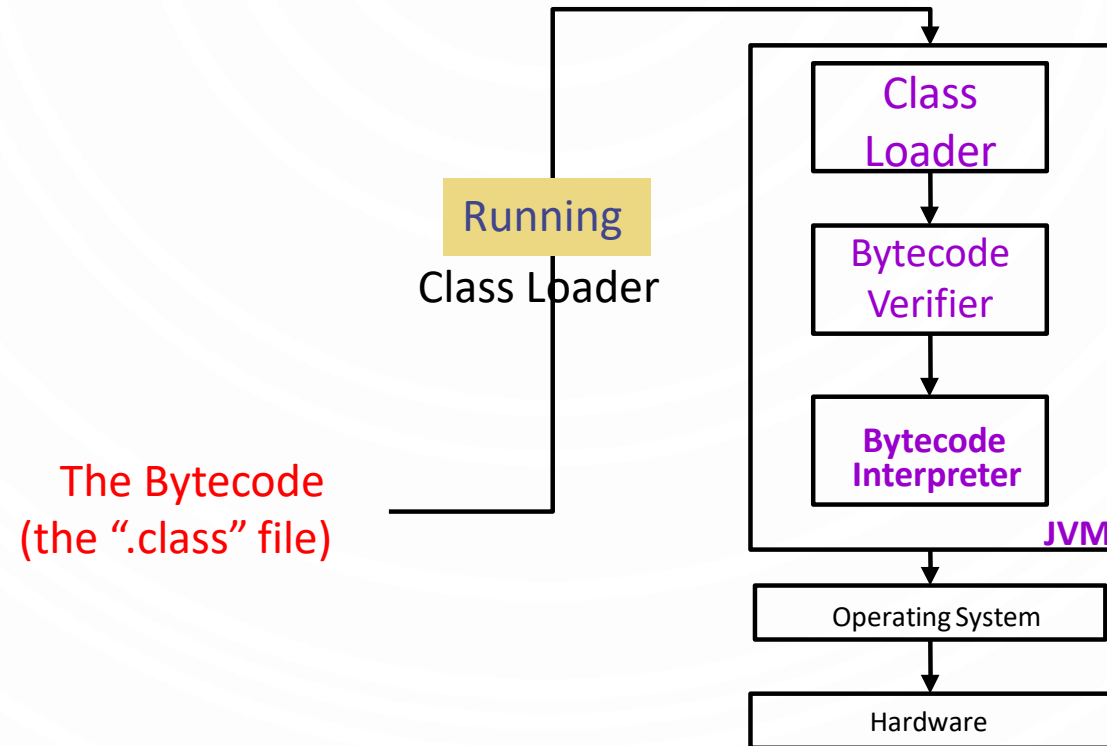 Class
Loader
Running
Class Loader
Bytecode
Verifier
Bytecode
Interpreter
The Bytecode
(the “.class” file)
JVM
Operating System
Hardware